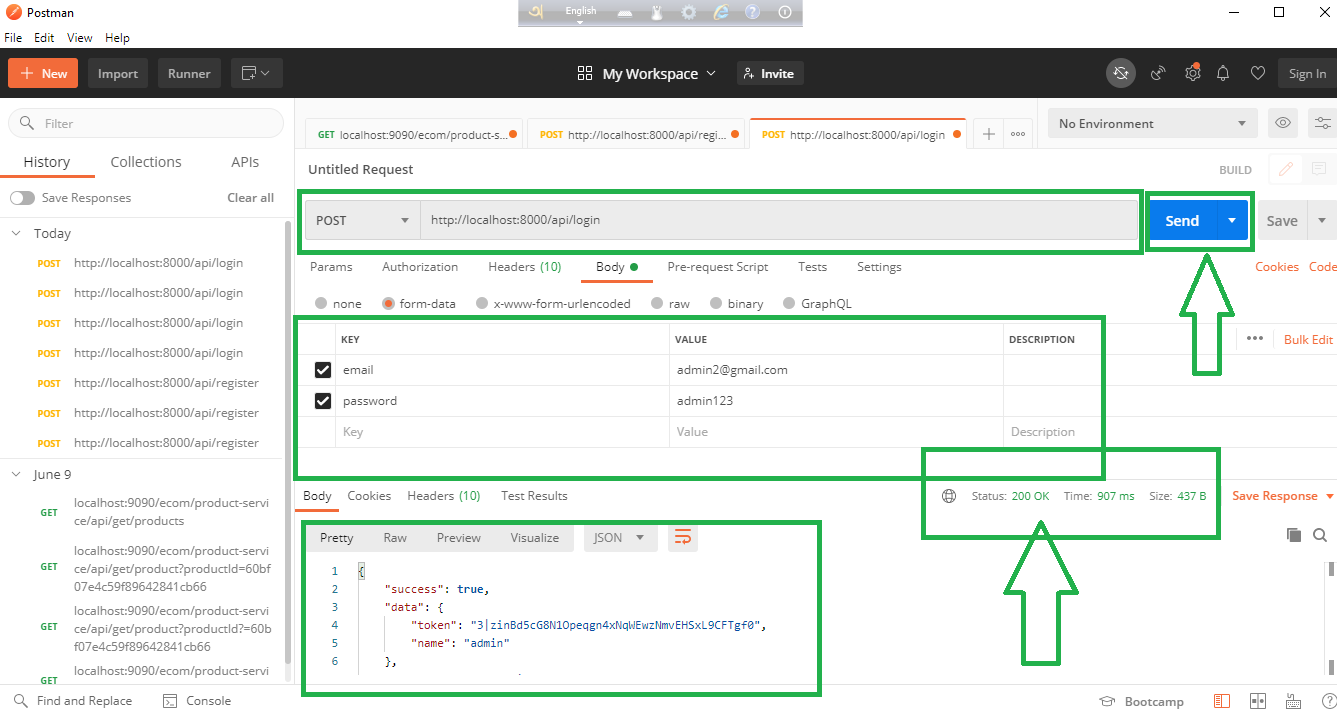 Postman
English
File Edit View Help
New Import Runner My Workspace Invite Sign In
Filter
History Collections APIs
Save Responses Clear all
Today
POST http://localhost:8000/api/login
POST http://localhost:8000/api/login
POST http://localhost:8000/api/login
POST http://localhost:8000/api/login
POST http://localhost:8000/api/register
POST http://localhost:8000/api/register
POST http://localhost:8000/api/register
June 9
GET localhost:9090/ecom/product-servi
ce/api/get/products
GET localhost:9090/ecom/product-servi
ce/api/get/product?productId=60bf
07e4c59f89642841cb66
GET localhost:9090/ecom/product-servi
ce/api/get/product?productId?=60b
f07e4c59f89642841cb66
GET localhost:9090/ecom/product-servi
GET localhost:9090/ecom/product-s...
POST http://localhost:8000/api/regi...
POST http://localhost:8000/api/login
No Environment
Untitled Request BUILD
POST http://localhost:8000/api/login Send Save
Params Authorization Headers (10) Body Pre-request Script Tests Settings Cookies Code
none form-data x-www-form-urlencoded raw binary GraphQL
KEY VALUE DESCRIPTION Bulk Edit
email admin2@gmail.com
password admin123
Key Value Description
Body Cookies Headers (10) Test Results Status: 200 OK Time: 907 ms Size: 437 B Save Response
Pretty Raw Preview Visualize JSON
1 {
2 "success": true,
3 "data": {
4 "token": "3|zinBd5cG8N1Opeqgn4xNqWEwzNmvEHSxL9CFTgf0",
5 "name": "admin"
6 },
Find and Replace Console Bootcamp